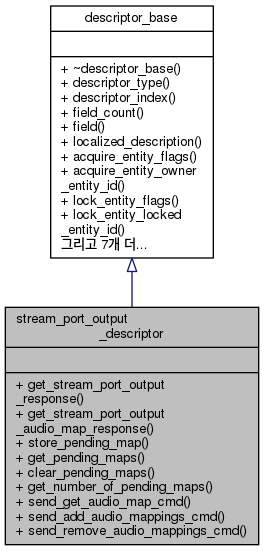 descriptor_base
+ ~descriptor_base()
+ descriptor_type()
+ descriptor_index()
+ field_count()
+ field()
+ localized_description()
+ acquire_entity_flags()
+ acquire_entity_owner
_entity_id()
+ lock_entity_flags()
+ lock_entity_locked
_entity_id()
그리고 7개 더...
stream_port_output
_descriptor
+ get_stream_port_output
_response()
+ get_stream_port_output
_audio_map_response()
+ store_pending_map()
+ get_pending_maps()
+ clear_pending_maps()
+ get_number_of_pending_maps()
+ send_get_audio_map_cmd()
+ send_add_audio_mappings_cmd()
+ send_remove_audio_mappings_cmd()